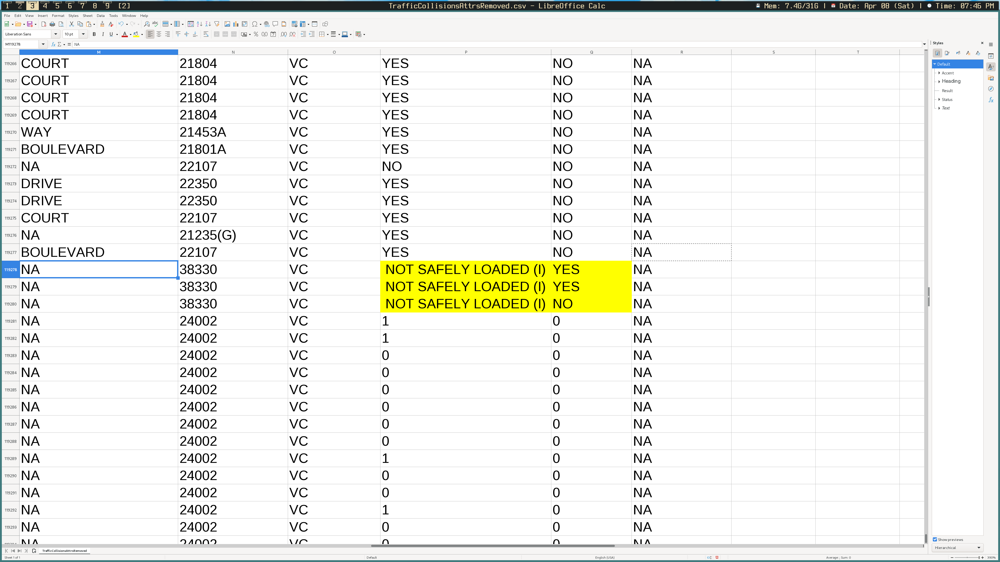 1 2 3 4 5 6 7 8 9 [2] TrafficCollisionsAttrsRemoved.csv - LibreOffice Calc Mem: 7.4G/31G | Date: Apr 08 (Sat) | Time: 07:46 PM
File Edit View Insert Format Styles Sheet Data Tools Window Help
Liberation Sans 10 pt
M119278 NA
Styles
M N O P Q R S T
119266 COURT 21804 VC YES NO NA
119267 COURT 21804 VC YES NO NA
119268 COURT 21804 VC YES NO NA
119269 COURT 21804 VC YES NO NA
119270 WAY 21453A VC YES NO NA
119271 BOULEVARD 21801A VC YES NO NA
119272 NA 22107 VC NO NO NA
119273 DRIVE 22350 VC YES NO NA
119274 DRIVE 22350 VC YES NO NA
119275 COURT 22107 VC YES NO NA
119276 NA 21235(G) VC YES NO NA
119277 BOULEVARD 22107 VC YES NO NA
119278 NA 38330 VC NOT SAFELY LOADED (I) YES NA
119279 NA 38330 VC NOT SAFELY LOADED (I) YES NA
119280 NA 38330 VC NOT SAFELY LOADED (I) NO NA
119281 NA 24002 VC 1 0 NA
119282 NA 24002 VC 1 0 NA
119283 NA 24002 VC 0 0 NA
119284 NA 24002 VC 0 0 NA
119285 NA 24002 VC 0 0 NA
119286 NA 24002 VC 0 0 NA
119287 NA 24002 VC 0 0 NA
119288 NA 24002 VC 0 0 NA
119289 NA 24002 VC 1 0 NA
119290 NA 24002 VC 0 0 NA
119291 NA 24002 VC 0 0 NA
119292 NA 24002 VC 1 0 NA
119293 NA 24002 VC 0 0 NA
NA 24002 VC 0 0 NA
Default
Accent
Heading
Result
Status
Text
Show previews
Hierarchical
TrafficCollisionsAttrsRemoved
Sheet 1 of 1 Default English (USA) Average: ; Sum: 0 390%